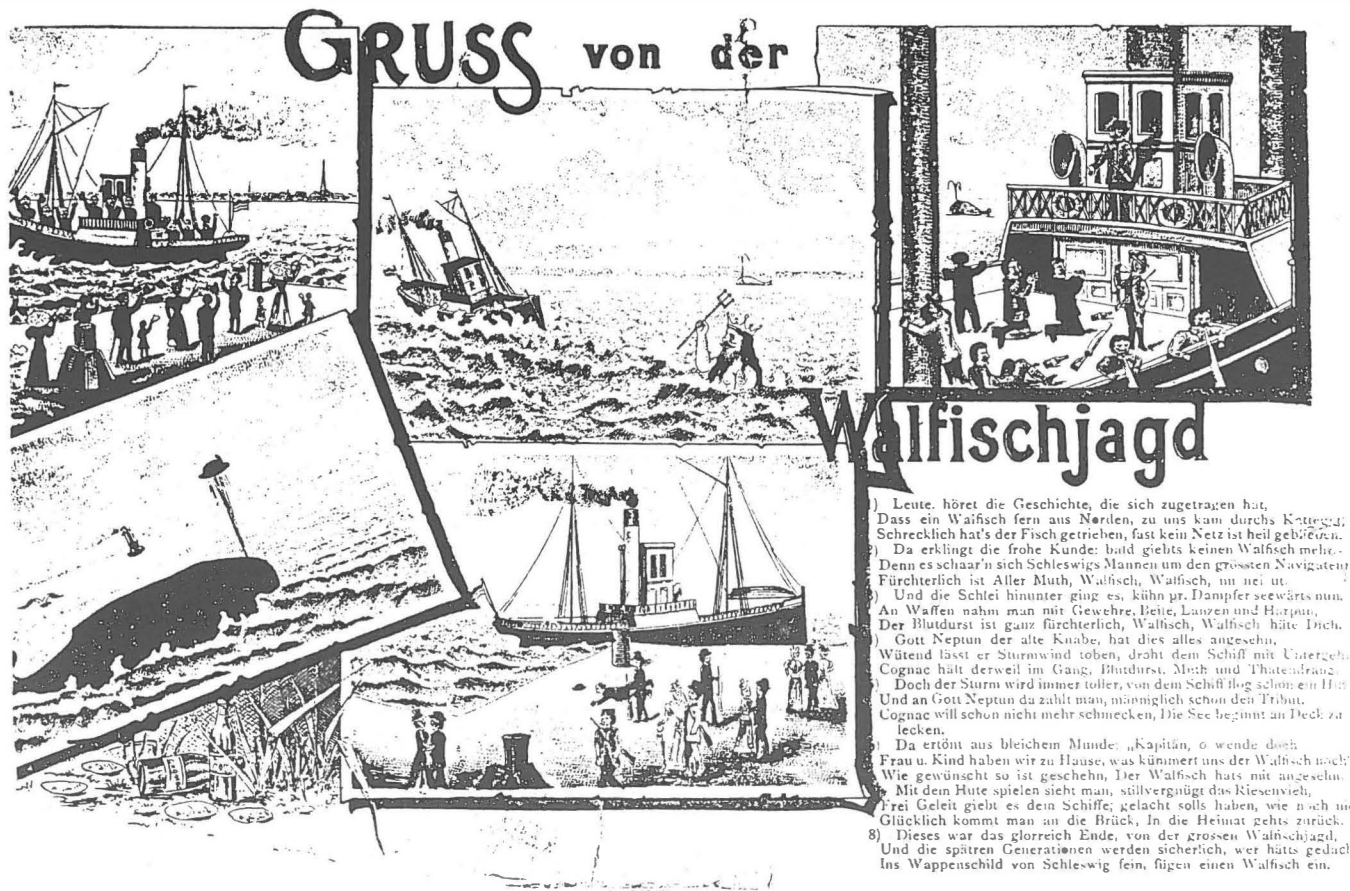 GRUSS von der
Walfischjagd
) Leute. höret die Geschichte, die sich zugetragen hat,
Dass ein Walfisch fern aus Norden, zu uns kam durchs Kattegat;
Schrecklich hat's der Fisch getrieben, fast kein Netz ist heil geblieben.
) Da erklingt die frohe Kunde: bald giebts keinen Walfisch mehr.-
Denn es schaar'n sich Schleswigs Mannen um den grössten Navigateur
Fürchterlich ist Aller Muth, Walfisch, Walfisch, nu nei ut.
) Und die Schlei hinunter ging es, kühn pr. Dampfer seewärts nun.
An Waffen nahm man mit Gewehre, Beile, Lanzen und Harpun,
Der Blutdurst ist ganz fürchterlich, Walfisch, Walfisch hüte Dich.
) Gott Neptun der alte Knabe, hat dies alles angesehn,
Wütend lässt er Sturmwind toben, droht dem Schiff mit Untergeh
Cognac hält derweil im Gang, Blutdurst, Muth und Thatendrang.
) Doch der Sturm wird immer toller, von dem Schiff flog schon ein Hut
Und an Gott Neptun da zahlt man, männiglich schon den Tribut,
Cognac will schon nicht mehr schmecken, Die See beginnt an Deck zu
lecken.
) Da ertönt aus bleichem Munde: „Kapitän, o wende doch
Frau u. Kind haben wir zu Hause, was kümmert uns der Walfisch noch"
Wie gewünscht so ist geschehn, Der Walfisch hats mit angesehn.
Mit dem Hute spielen sieht man, stillvergnügt das Riesenvieh,
Frei Geleit giebt es dem Schiffe; gelacht solls haben, wie noch nie
Glücklich kommt man an die Brück, In die Heimat gehts zurück.
8) Dieses war das glorreich Ende, von der grossen Walfischjagd,
Und die spätren Generationen werden sicherlich, wer hätts gedach
Ins Wappenschild von Schleswig fein, fügen einen Walfisch ein.